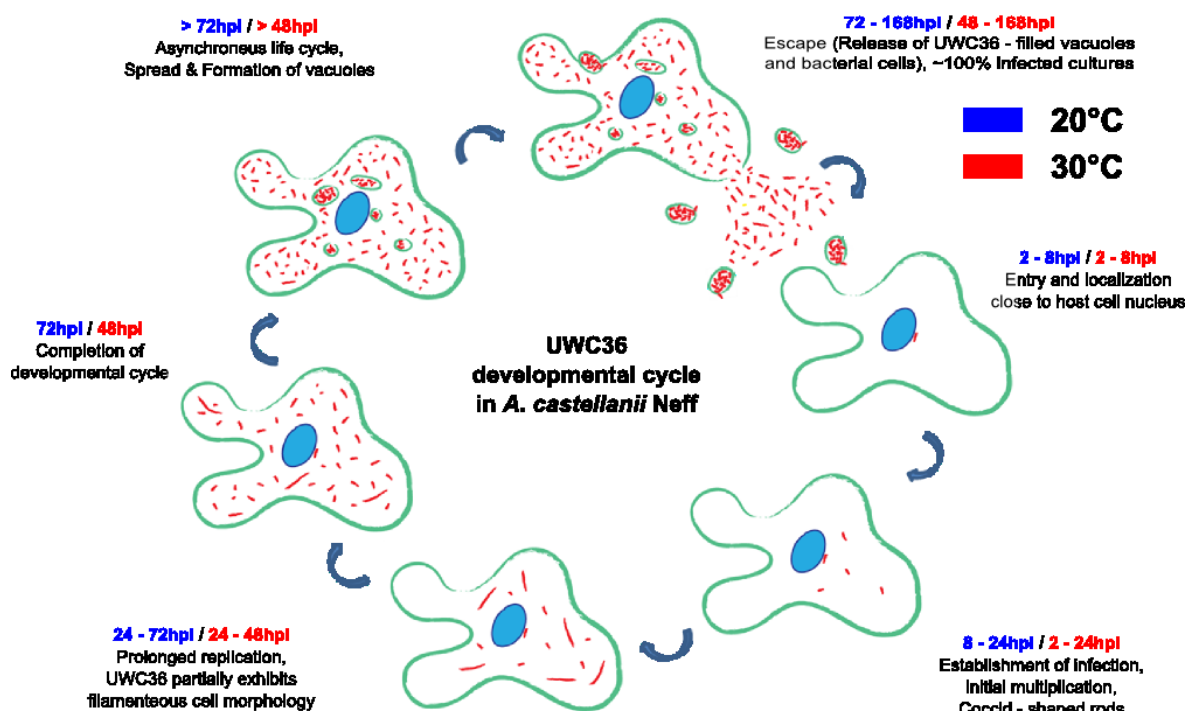 > 72hpI / > 48hpI
Asynchroneus life cycle,
Spread & Formation of vacuoles
72 - 168hpI / 48 - 168hpI
Escape (Release of UWC36 - filled vacuoles
and bacterial cells), ~100% Infected cultures
20°C
30°C
2 - 8hpI / 2 - 8hpI
Entry and localization
close to host cell nucleus
72hpI / 48hpI
Completion of
developmental cycle
UWC36
developmental cycle
in A. castellanii Neff
24 - 72hpI / 24 - 48hpI
Prolonged replication,
UWC36 partially exhibits
filamenteous cell morphology
8 - 24hpI / 2 - 24hpI
Establishment of infection,
Initial multiplication,
Coccid - shaped rods